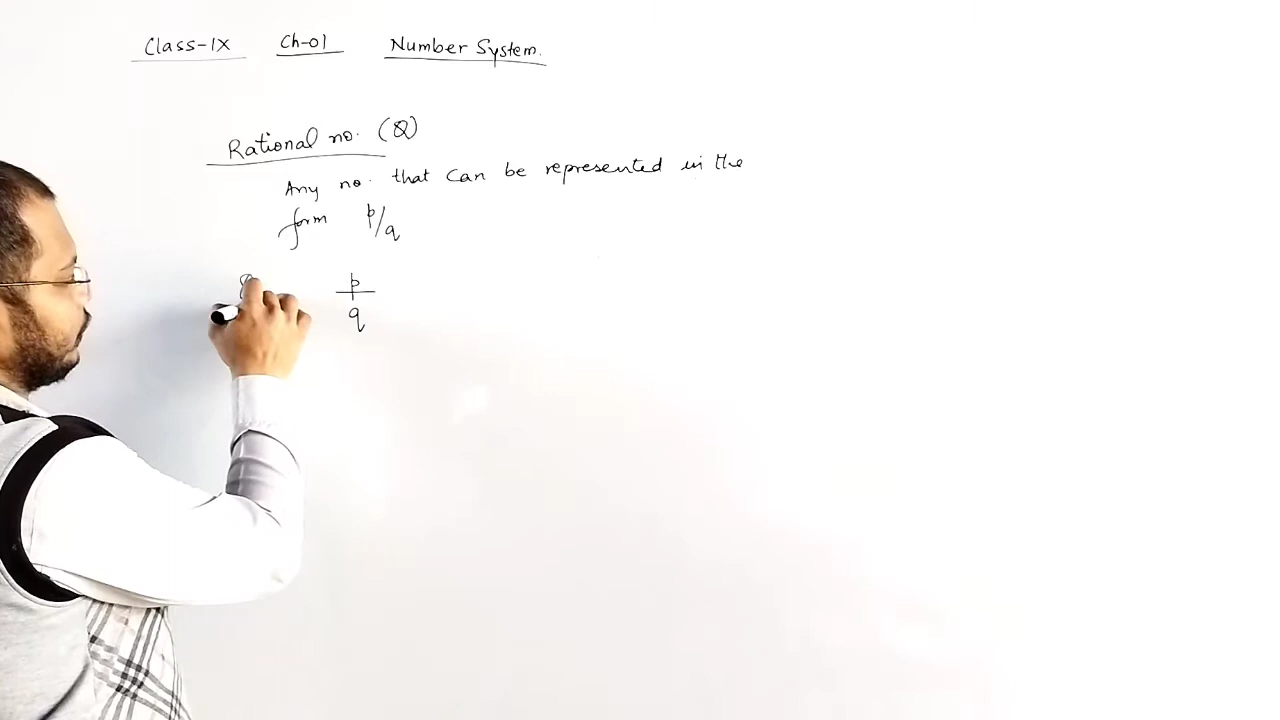 Class-IX Ch-01 Number System.
Rational no. (Q)
Any no. that can be represented in the
form p/q
p
q